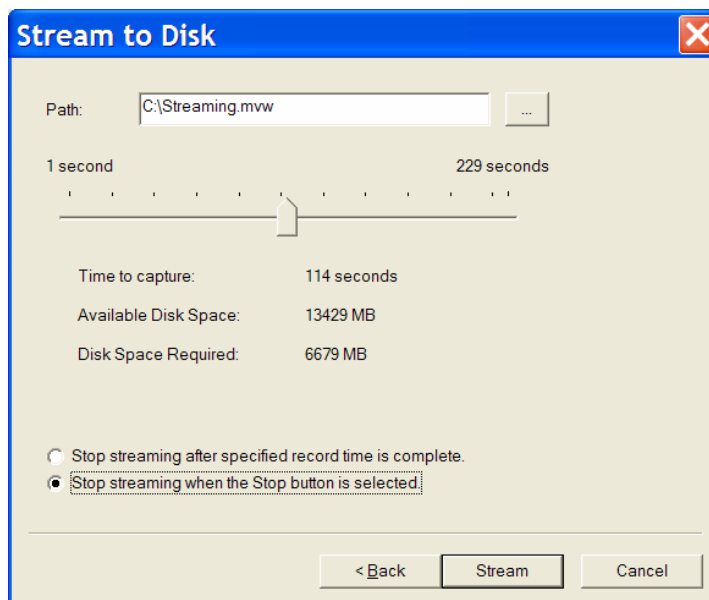 Stream to Disk
Path: C:\Streaming.mvw ...
1 second 229 seconds
Time to capture: 114 seconds
Available Disk Space: 13429 MB
Disk Space Required: 6679 MB
Stop streaming after specified record time is complete.
Stop streaming when the Stop button is selected.
< Back Stream Cancel